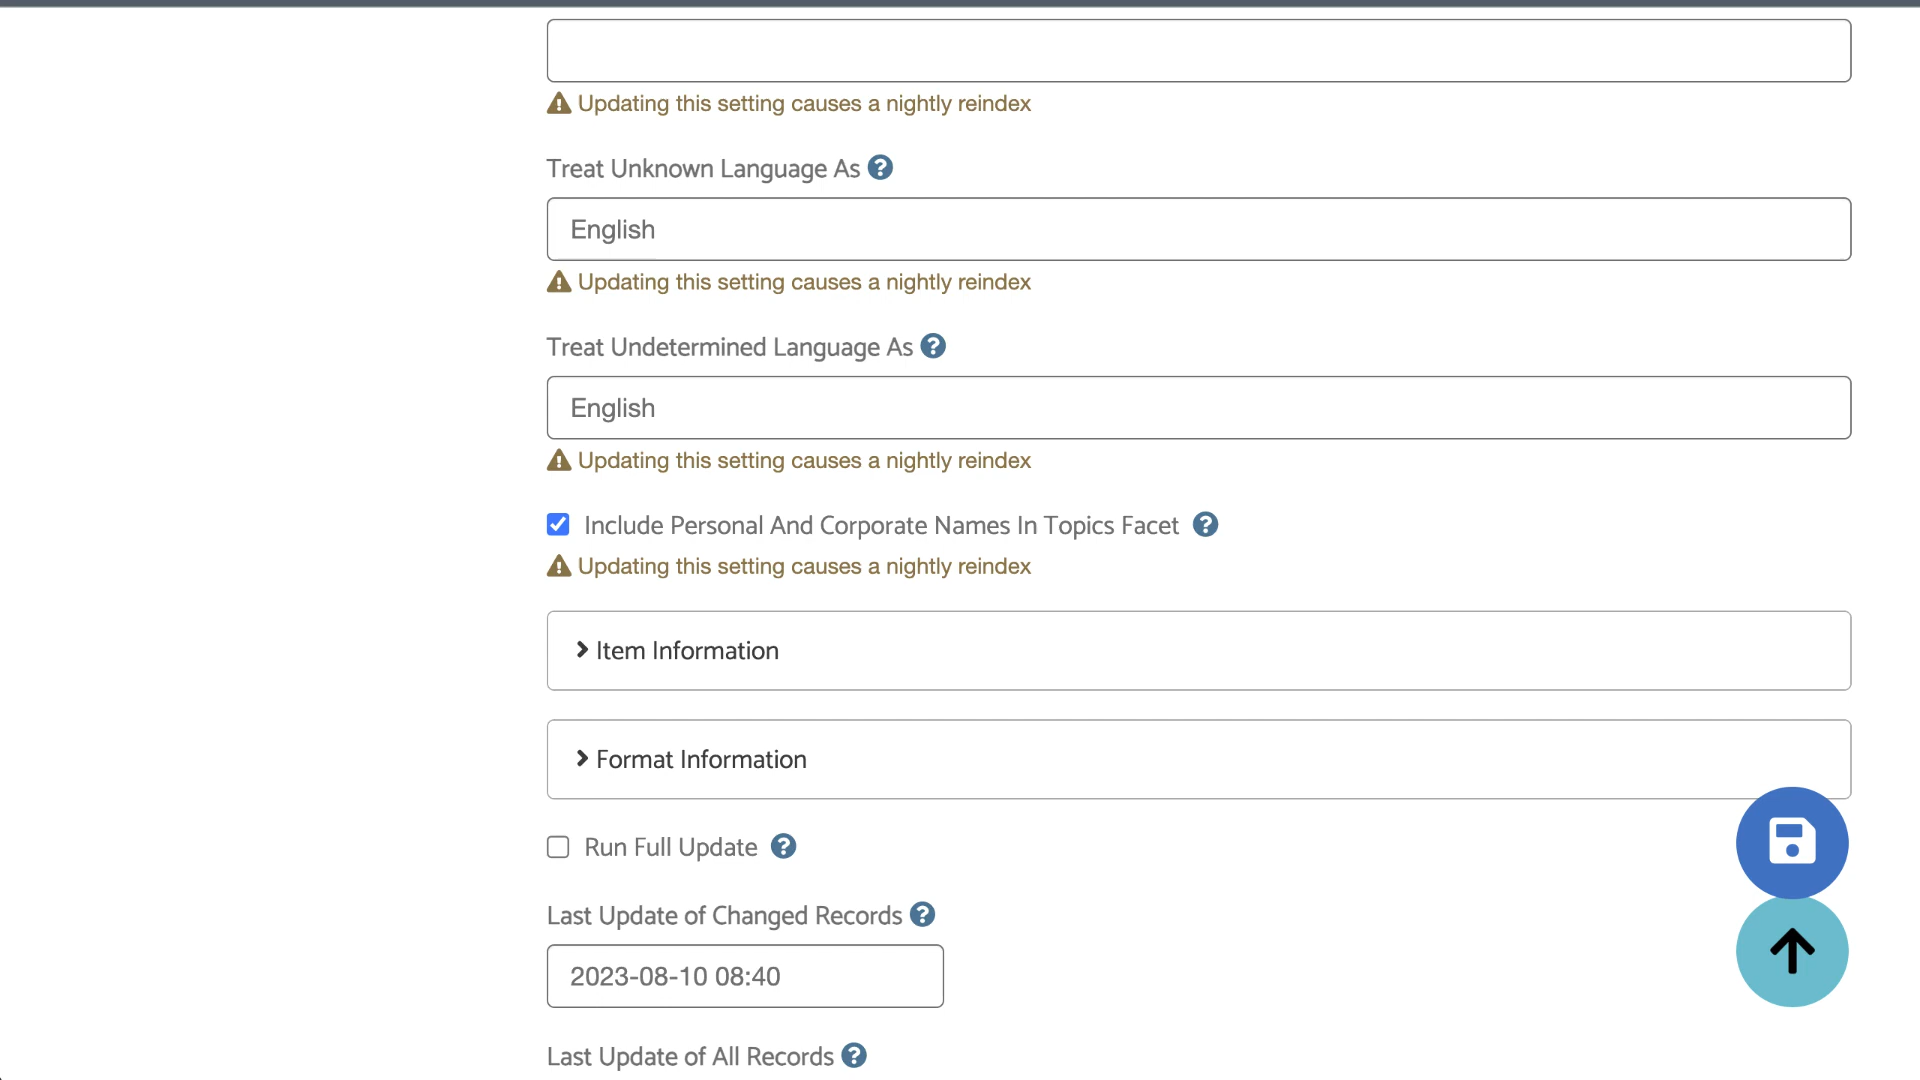 Updating this setting causes a nightly reindex
Treat Unknown Language As
English
Updating this setting causes a nightly reindex
Treat Undetermined Language As
English
Updating this setting causes a nightly reindex
Include Personal And Corporate Names In Topics Facet
Updating this setting causes a nightly reindex
Item Information
Format Information
Run Full Update
Last Update of Changed Records
2023-08-10 08:40
Last Update of All Records